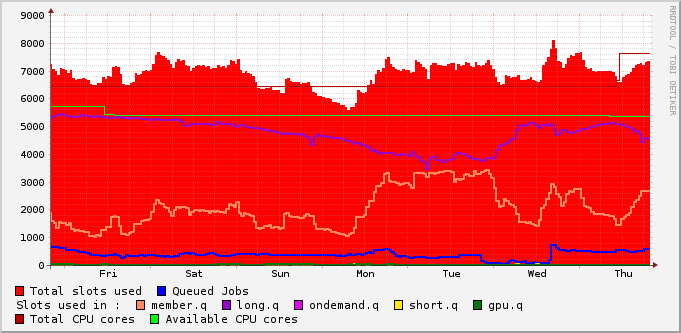 9000
8000
7000
6000
5000
4000
3000
2000
1000
0
Fri Sat Sun Mon Tue Wed Thu
RRDTOOL / TOBI OETIKER
Total slots used Queued Jobs
Slots used in : member.q long.q ondemand.q short.q gpu.q
Total CPU cores Available CPU cores